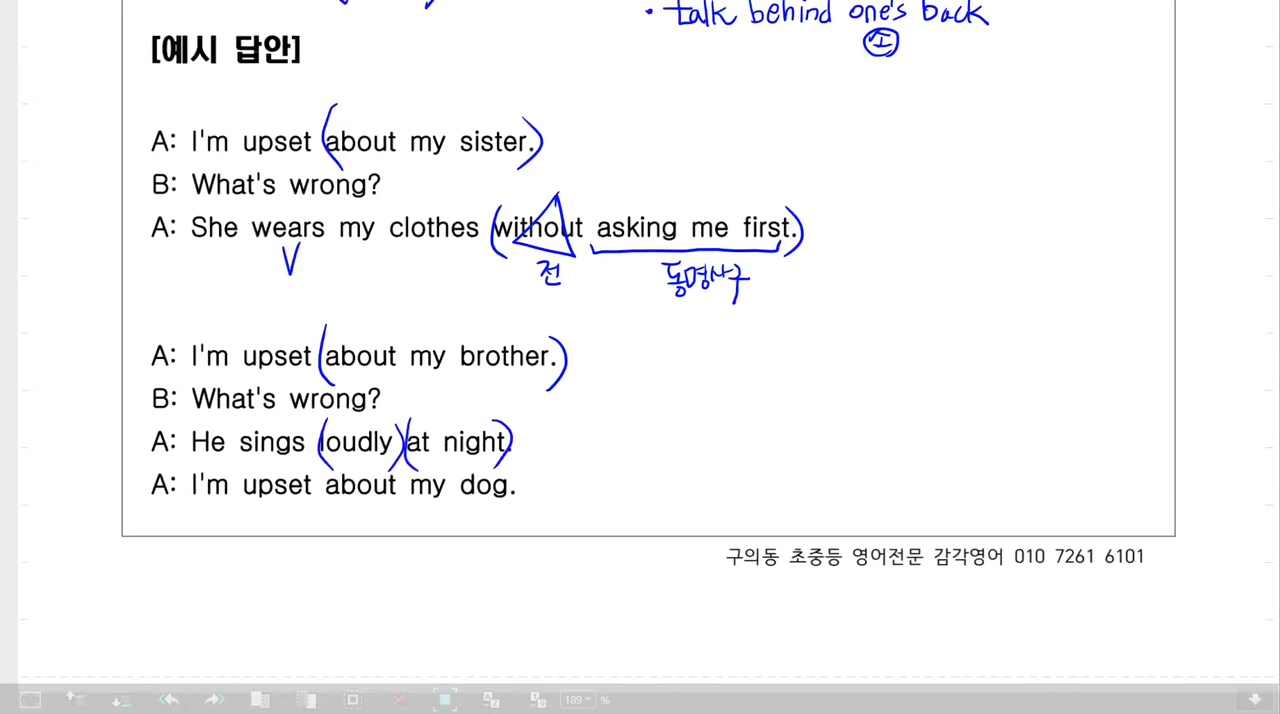 · talk behind one's back
소
[예시 답안]
A: I'm upset (about my sister.)
B: What's wrong?
A: She wears my clothes (without asking me first.)
V 전 동명사구
A: I'm upset (about my brother.)
B: What's wrong?
A: He sings (loudly)(at night.)
A: I'm upset about my dog.
구의동 초중등 영어전문 감각영어 010 7261 6101
189 %